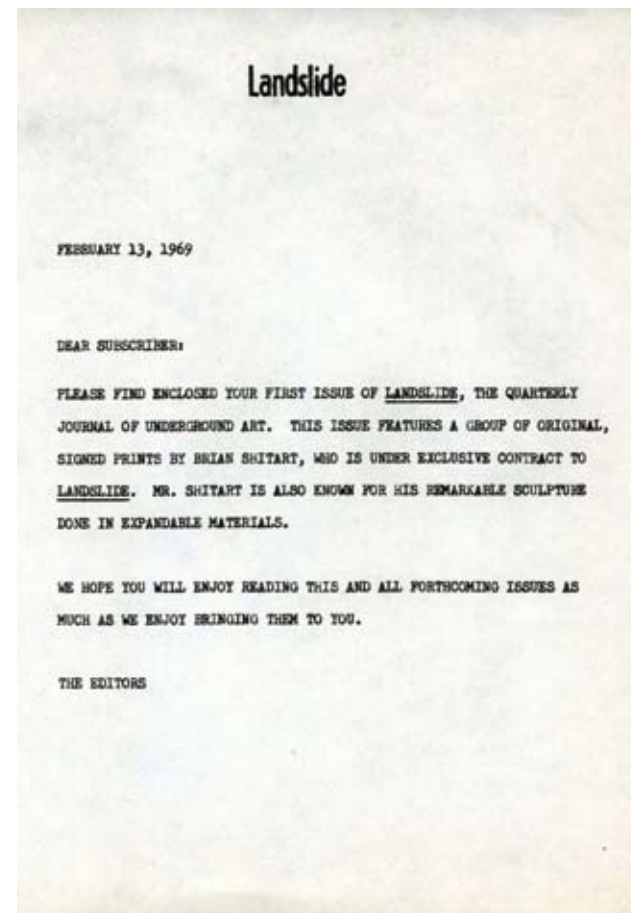 Landslide
FEBRUARY 13, 1969
DEAR SUBSCRIBER:
PLEASE FIND ENCLOSED YOUR FIRST ISSUE OF LANDSLIDE, THE QUARTERLY
JOURNAL OF UNDERGROUND ART. THIS ISSUE FEATURES A GROUP OF ORIGINAL,
SIGNED PRINTS BY BRIAN SHITART, WHO IS UNDER EXCLUSIVE CONTRACT TO
LANDSLIDE. MR. SHITART IS ALSO KNOWN FOR HIS REMARKABLE SCULPTURE
DONE IN EXPANDABLE MATERIALS.
WE HOPE YOU WILL ENJOY READING THIS AND ALL FORTHCOMING ISSUES AS
MUCH AS WE ENJOY BRINGING THEM TO YOU.
THE EDITORS